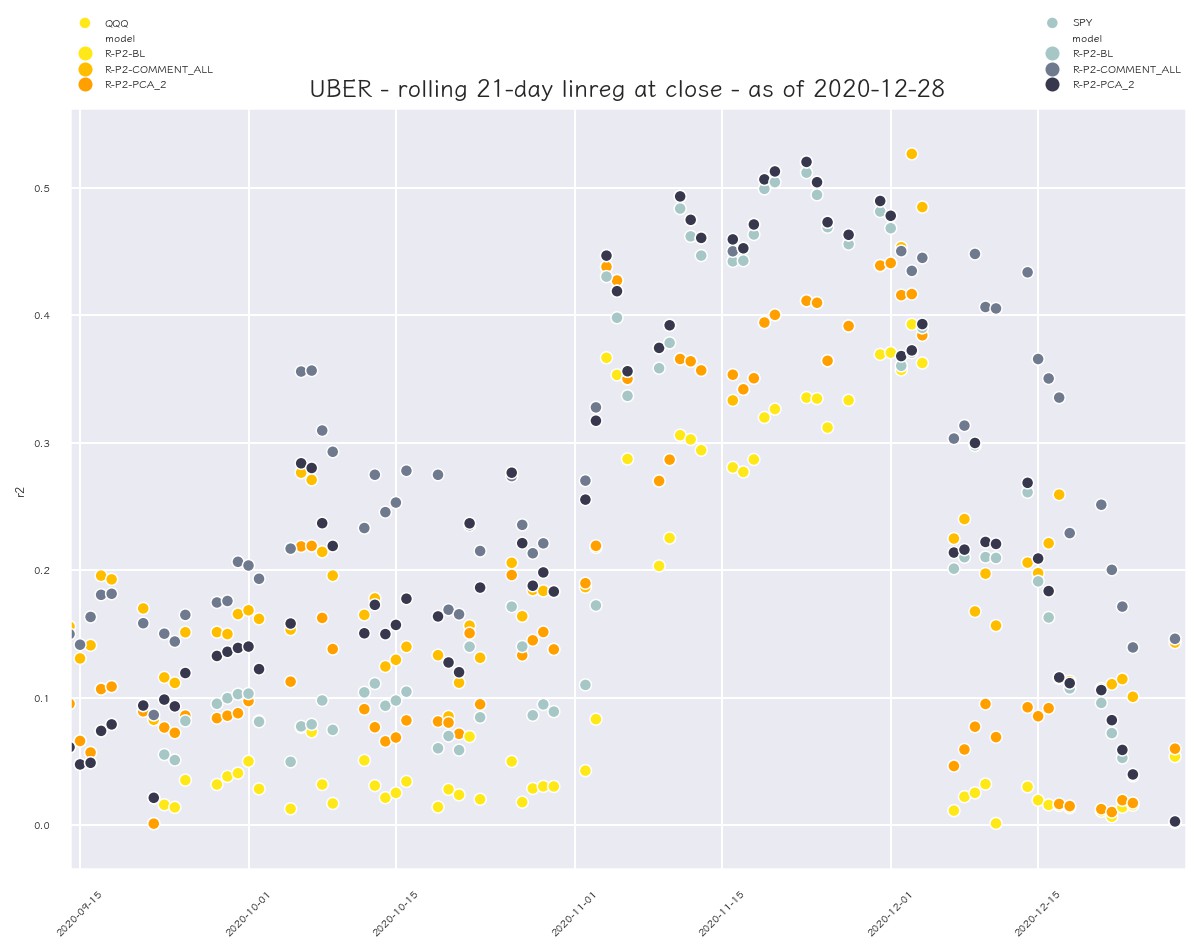 QQQ
model
R-P2-BL
R-P2-COMMENT_ALL
R-P2-PCA_2
SPY
model
R-P2-BL
R-P2-COMMENT_ALL
R-P2-PCA_2
UBER - rolling 21-day linreg at close - as of 2020-12-28
r2
0.5
0.4
0.3
0.2
0.1
0.0
2020-09-15
2020-10-01
2020-10-15
2020-11-01
2020-11-15
2020-12-01
2020-12-15